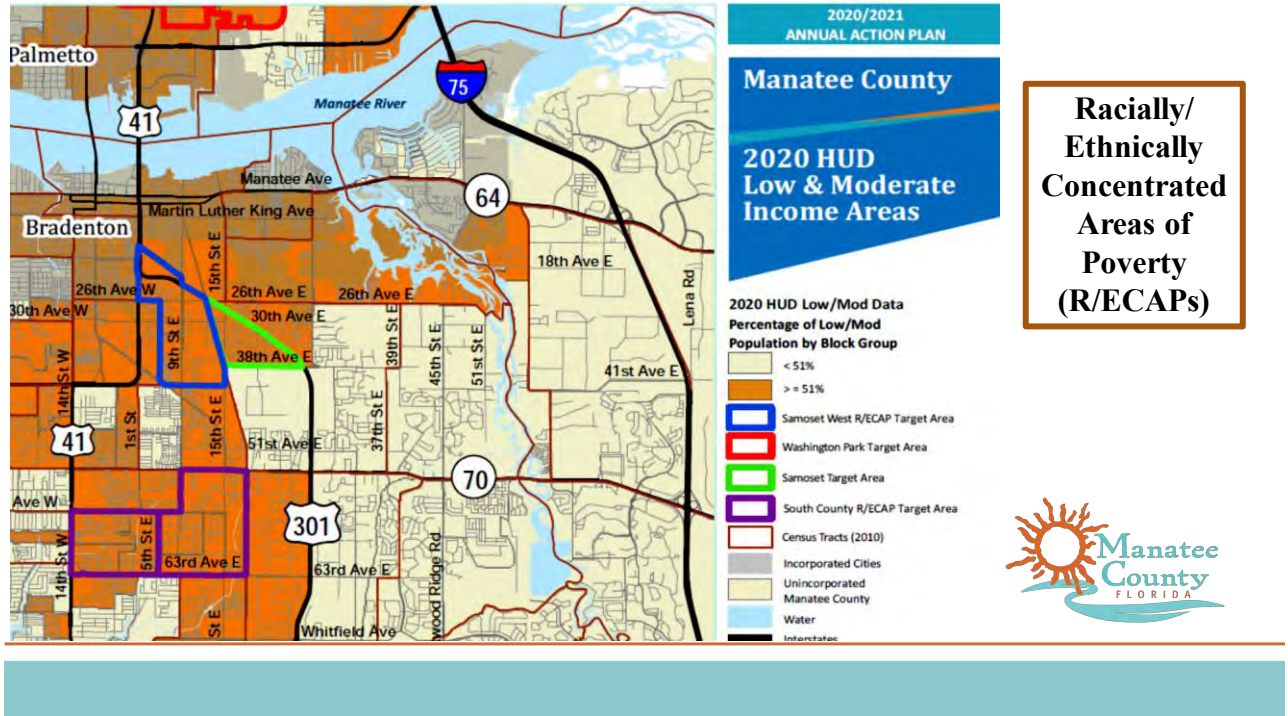 Palmetto
41
Manatee River
75
Manatee Ave
64
Martin Luther King Ave
Bradenton
15th St E
18th Ave E
26th Ave W
26th Ave E
26th Ave E
Lena Rd
30th Ave W
30th Ave E
9th St E
39th St E
45th St E
51st St E
38th Ave E
41st Ave E
14th St W
41
1st St
15th St E
51st Ave E
37th St E
70
Ave W
301
5th St E
14th St W
63rd Ave E
63rd Ave E
wood Ridge Rd
St E
Whitfield Ave
2020/2021
ANNUAL ACTION PLAN
Manatee County
2020 HUD
Low & Moderate
Income Areas
2020 HUD Low/Mod Data
Percentage of Low/Mod
Population by Block Group
< 51%
> = 51%
Samoset West R/ECAP Target Area
Washington Park Target Area
Samoset Target Area
South County R/ECAP Target Area
Census Tracts (2010)
Incorporated Cities
Unincorporated
Manatee County
Water
Interstates
Racially/
Ethnically
Concentrated
Areas of
Poverty
(R/ECAPs)
Manatee
County
FLORIDA